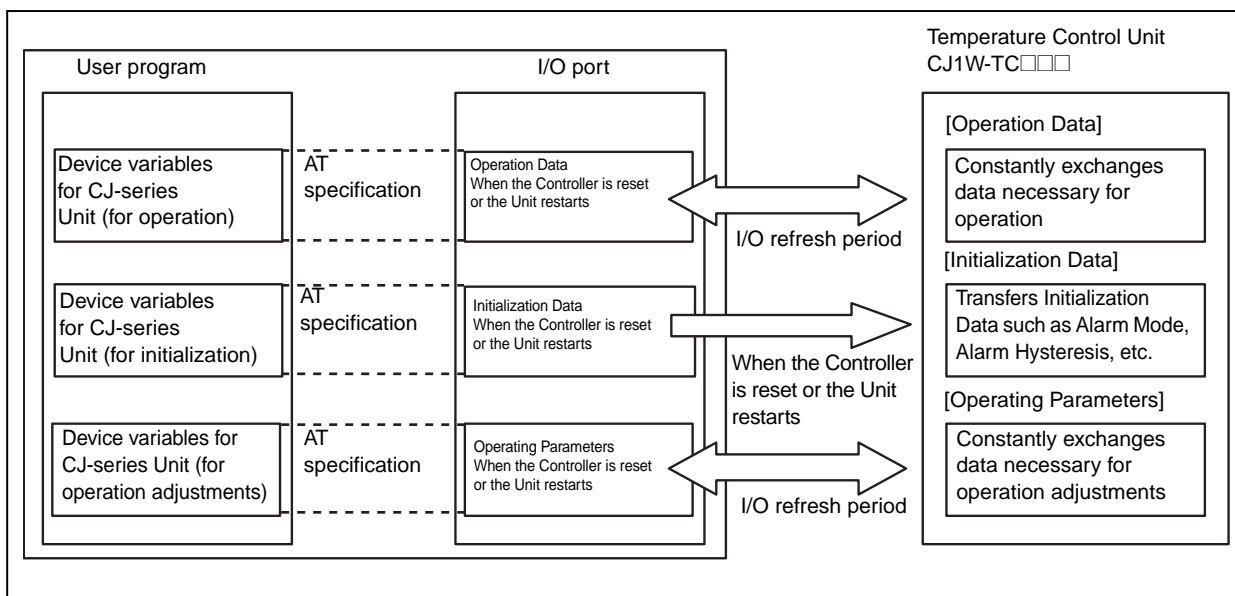 Temperature Control Unit
CJ1W-TC□□□
User program
I/O port
[Operation Data]
Device variables
for CJ-series
Unit (for operation)
AT
specification
Operation Data
When the Controller is reset
or the Unit restarts
I/O refresh period
Constantly exchanges
data necessary for
operation
[Initialization Data]
Device variables
for CJ-series
Unit (for initialization)
AT
specification
Initialization Data
When the Controller is reset
or the Unit restarts
When the Controller
is reset or the Unit
restarts
Transfers Initialization
Data such as Alarm Mode,
Alarm Hysteresis, etc.
[Operating Parameters]
Device variables for
CJ-series Unit (for
operation adjustments)
AT
specification
Operating Parameters
When the Controller is reset
or the Unit restarts
I/O refresh period
Constantly exchanges
data necessary for
operation adjustments